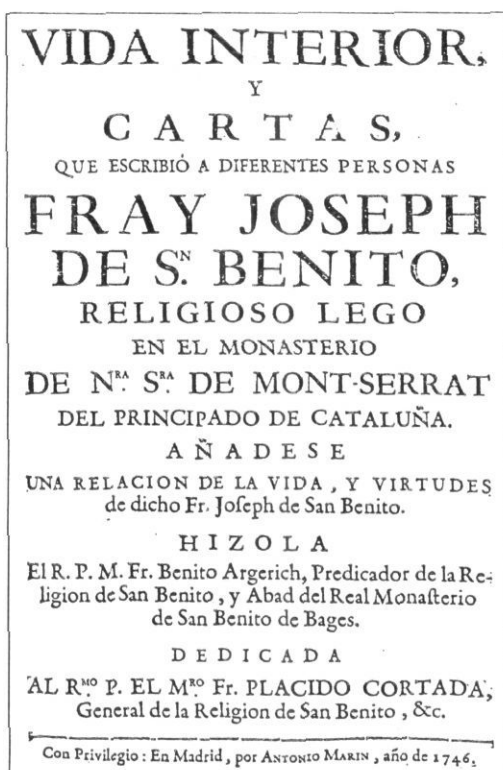 VIDA INTERIOR,
Y
CARTAS,
QUE ESCRIBIÓ A DIFERENTES PERSONAS
FRAY JOSEPH
DE S.ᴺ BENITO,
RELIGIOSO LEGO
EN EL MONASTERIO
DE N.ᴿᴬ S.ᴿᴬ DE MONT-SERRAT
DEL PRINCIPADO DE CATALUÑA.
AÑADESE
UNA RELACION DE LA VIDA, Y VIRTUDES
de dicho Fr. Joſeph de San Benito.
HIZOLA
El R. P. M. Fr. Benito Argerich, Predicador de la Re-
ligion de San Benito, y Abad del Real Monaſterio
de San Benito de Bages.
DEDICADA
AL R.ᴹᴼ P. EL M.ᴿᴼ Fr. PLACIDO CORTADA,
General de la Religion de San Benito, &c.
Con Privilegio: En Madrid, por ANTONIO MARIN, año de 1746.